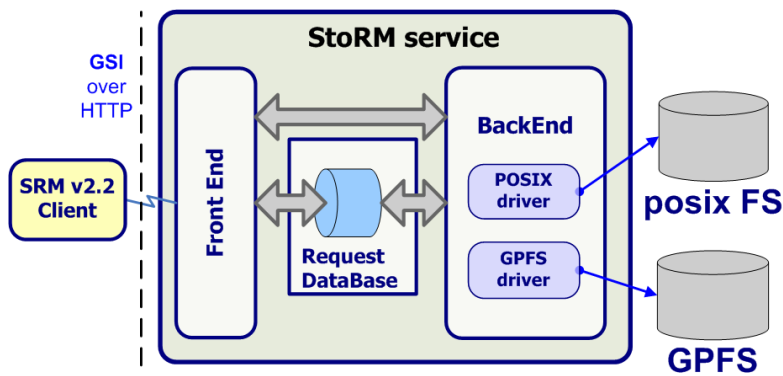 StoRM service
GSI
over
HTTP
SRM v2.2
Client
Front End
Request
DataBase
BackEnd
POSIX
driver
GPFS
driver
posix FS
GPFS